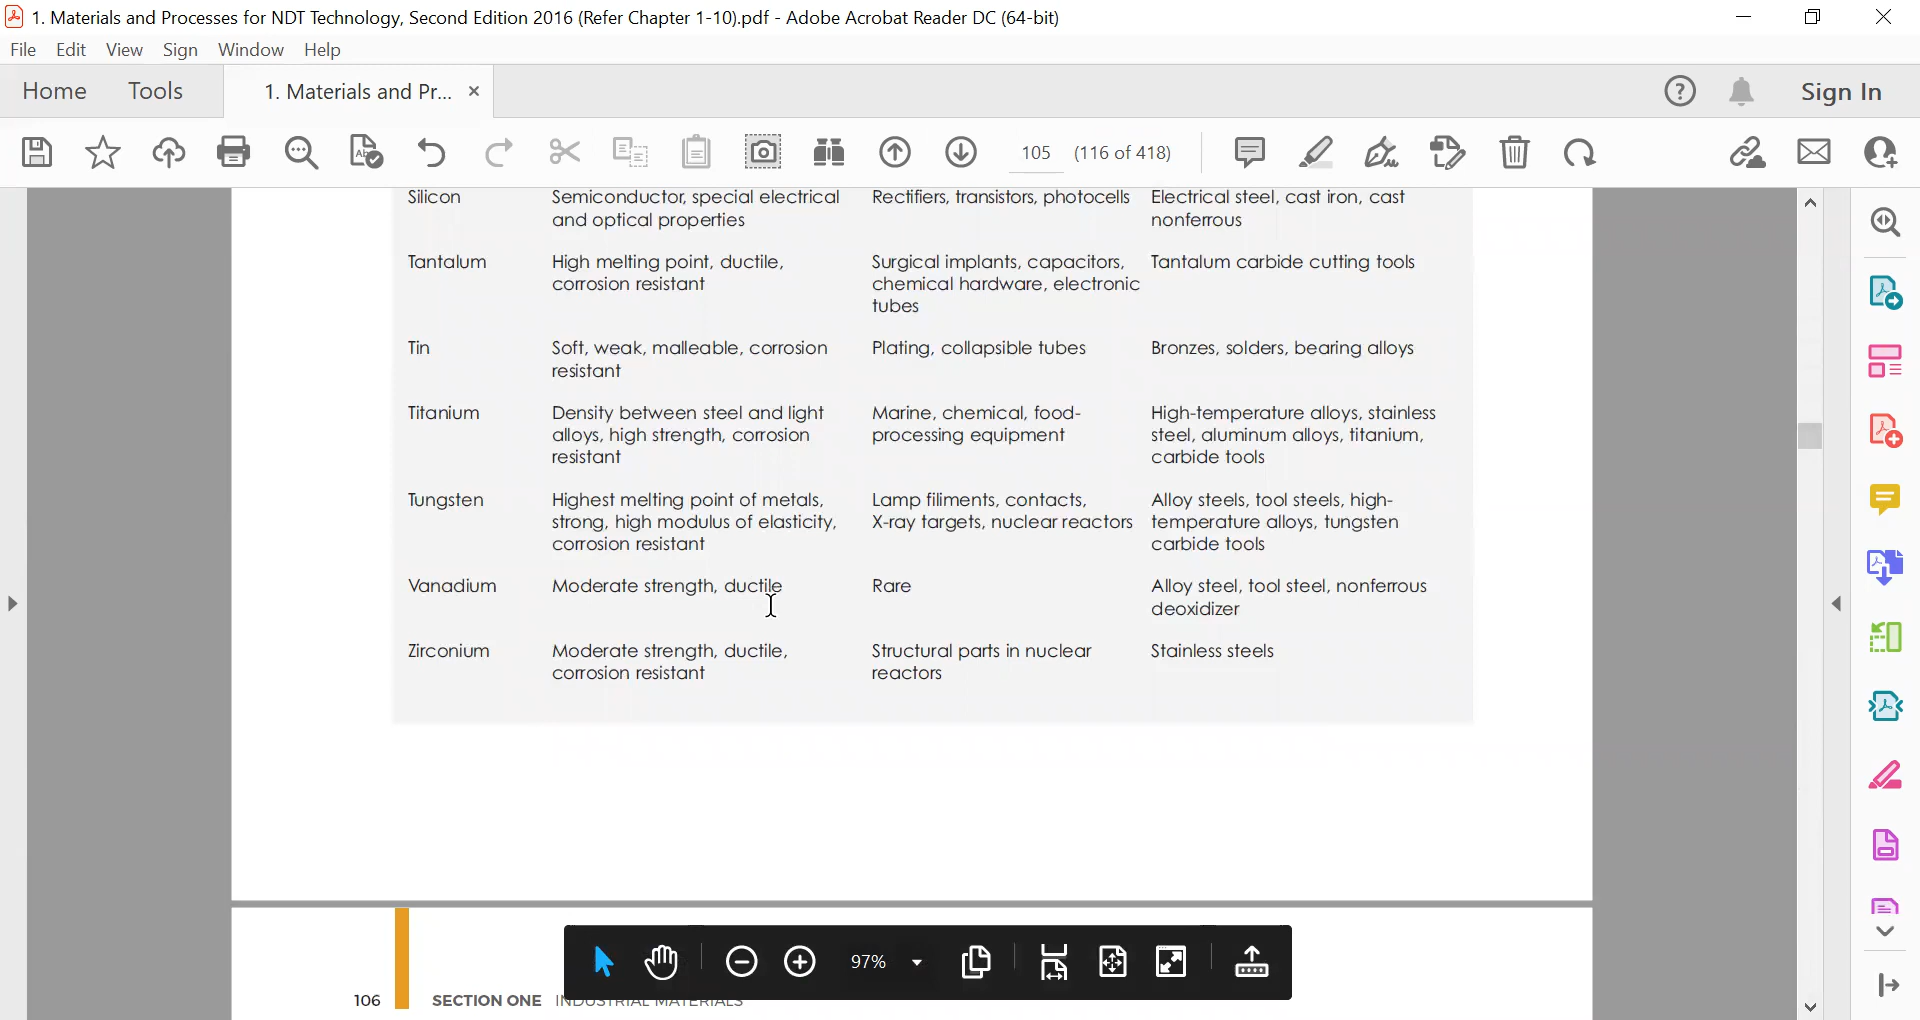 1. Materials and Processes for NDT Technology, Second Edition 2016 (Refer Chapter 1-10).pdf - Adobe Acrobat Reader DC (64-bit)
File Edit View Sign Window Help
Home Tools 1. Materials and Pr... × Sign In
105 (116 of 418)
Silicon Semiconductor, special electrical Rectifiers, transistors, photocells Electrical steel, cast iron, cast
and optical properties nonferrous
Tantalum High melting point, ductile, Surgical implants, capacitors, Tantalum carbide cutting tools
corrosion resistant chemical hardware, electronic
tubes
Tin Soft, weak, malleable, corrosion Plating, collapsible tubes Bronzes, solders, bearing alloys
resistant
Titanium Density between steel and light Marine, chemical, food- High-temperature alloys, stainless
alloys, high strength, corrosion processing equipment steel, aluminum alloys, titanium,
resistant carbide tools
Tungsten Highest melting point of metals, Lamp filiments, contacts, Alloy steels, tool steels, high-
strong, high modulus of elasticity, X-ray targets, nuclear reactors temperature alloys, tungsten
corrosion resistant carbide tools
Vanadium Moderate strength, ductile Rare Alloy steel, tool steel, nonferrous
deoxidizer
Zirconium Moderate strength, ductile, Structural parts in nuclear Stainless steels
corrosion resistant reactors
97%
106 SECTION ONE INDUSTRIAL MATERIALS